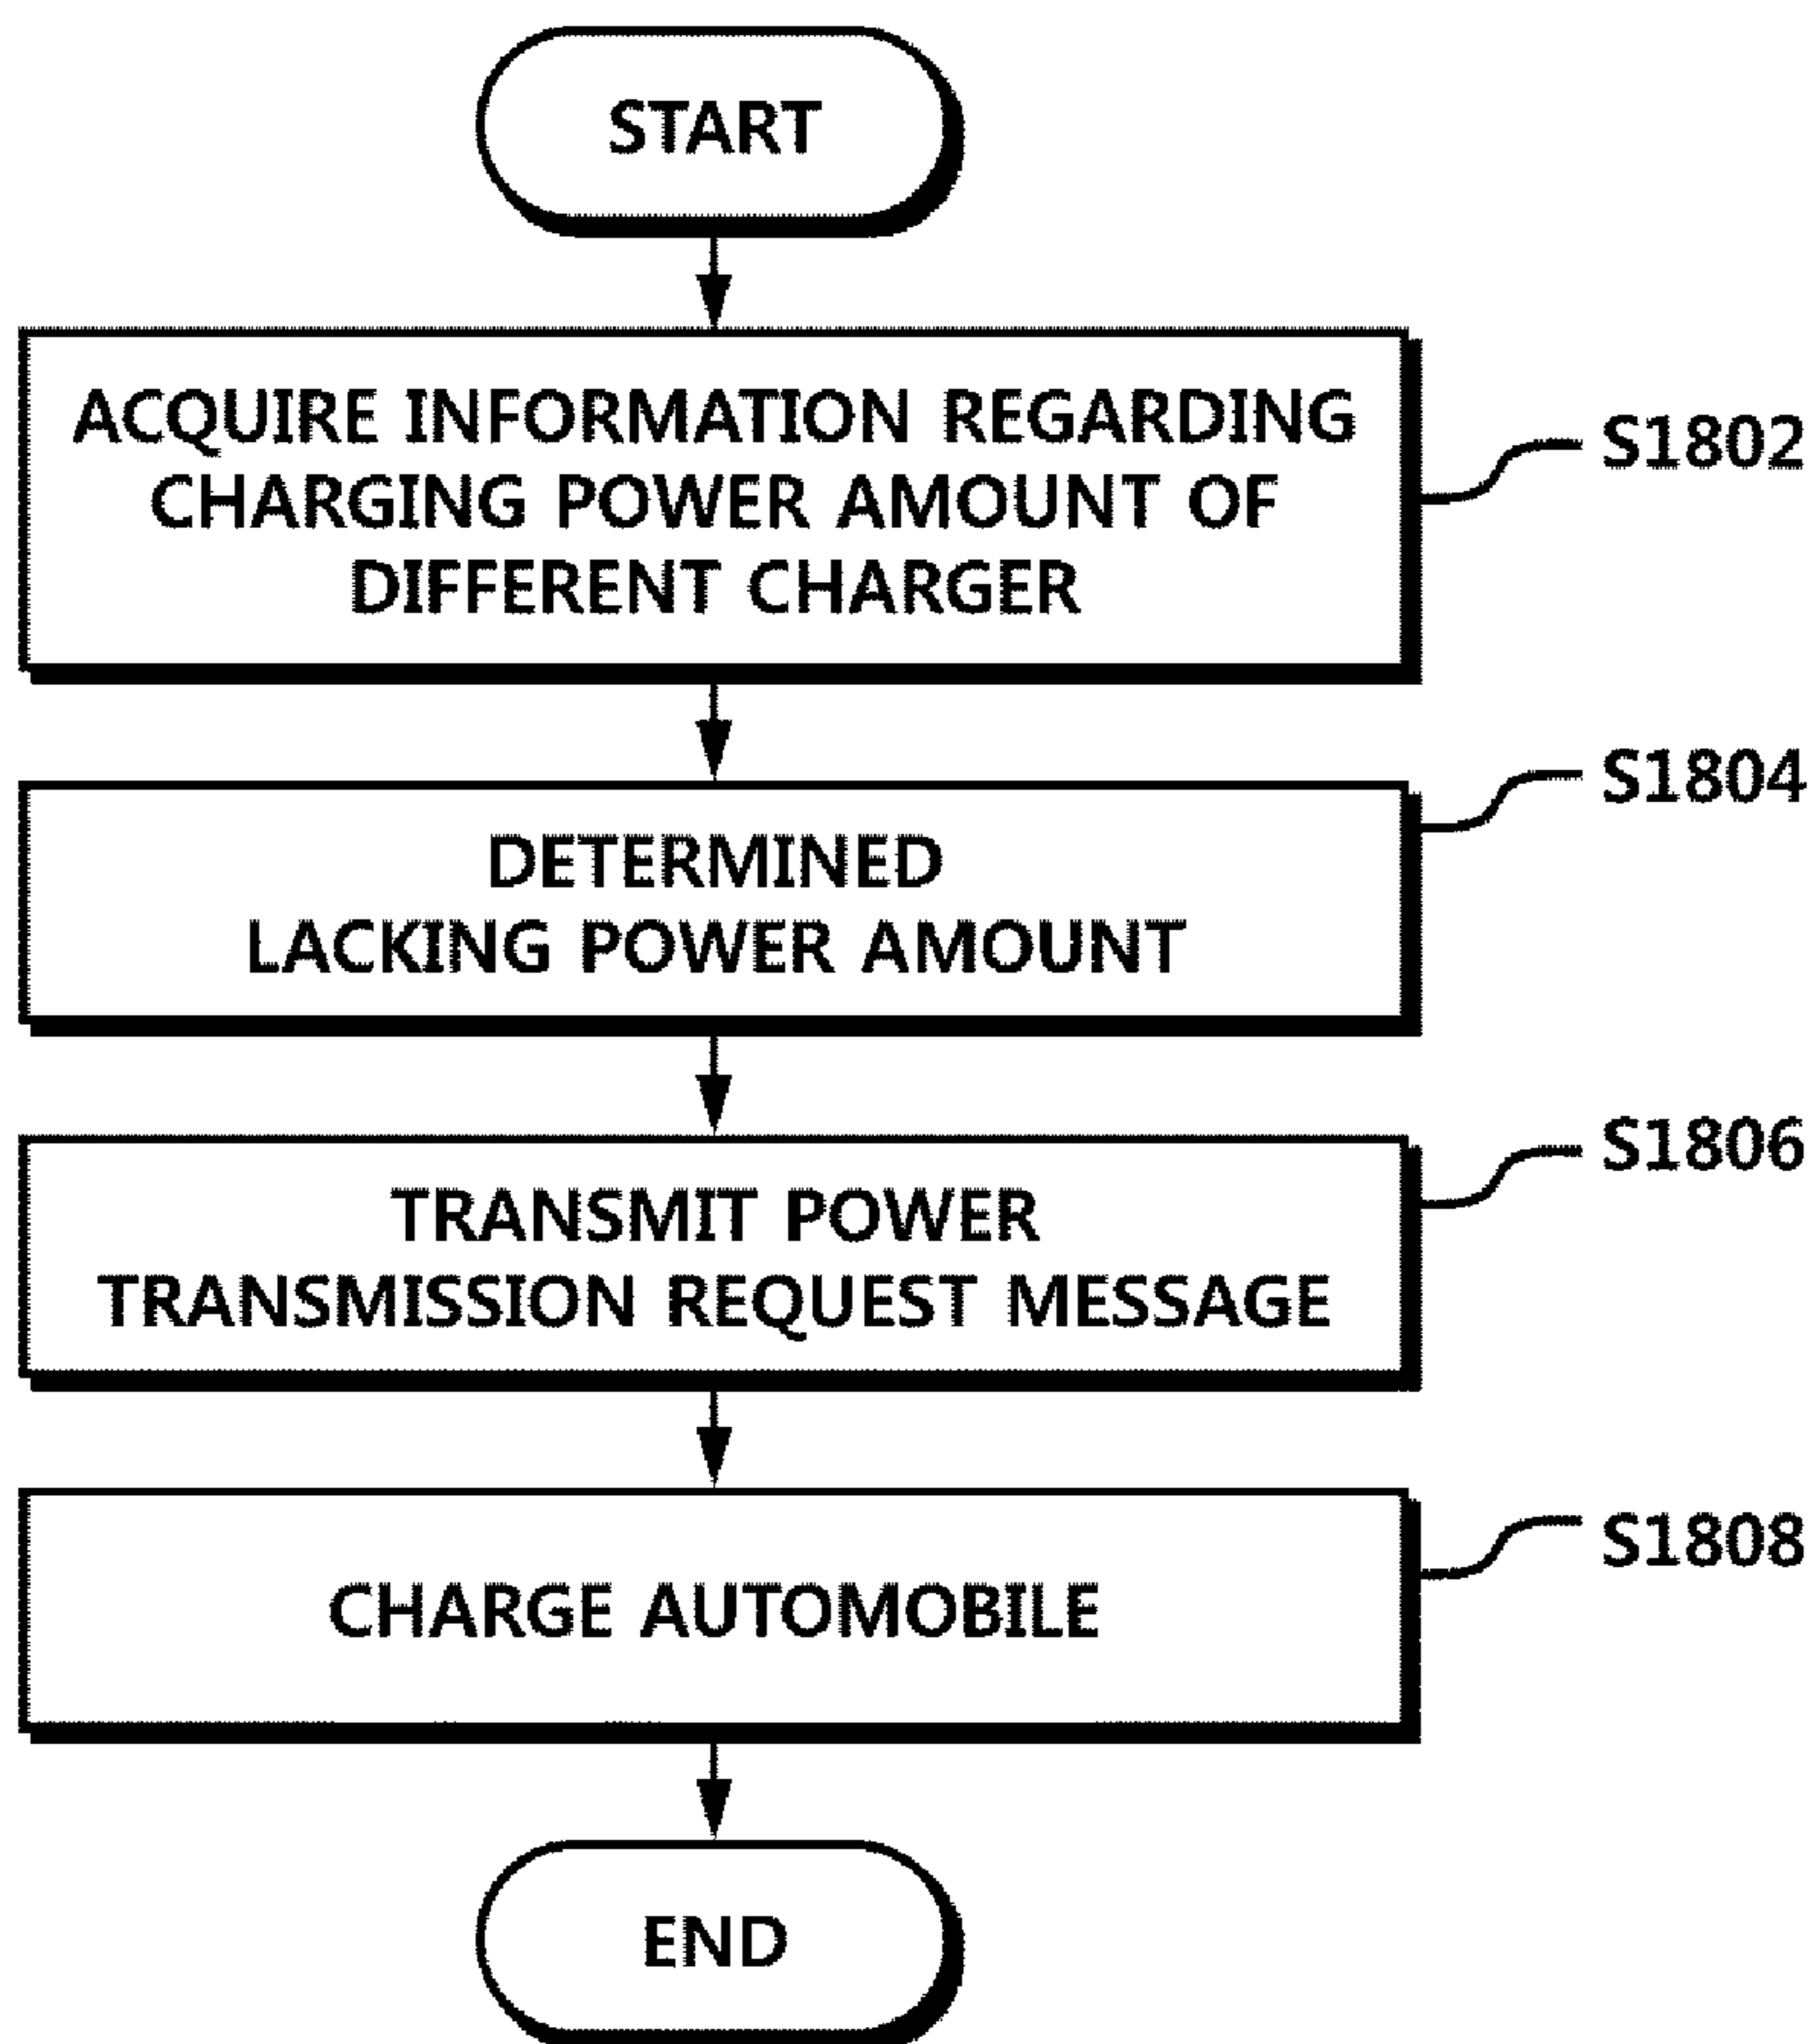 START
ACQUIRE INFORMATION REGARDING
CHARGING POWER AMOUNT OF
DIFFERENT CHARGER
S1802
DETERMINED
LACKING POWER AMOUNT
S1804
TRANSMIT POWER
TRANSMISSION REQUEST MESSAGE
S1806
CHARGE AUTOMOBILE
S1808
END